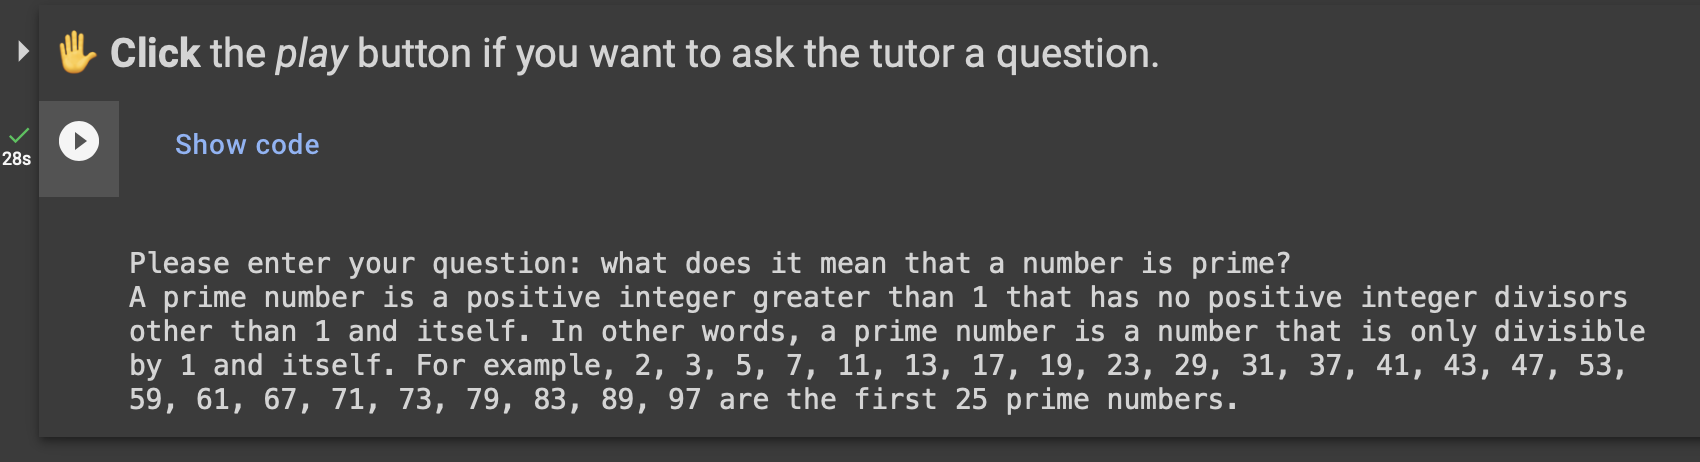 ✋ Click the play button if you want to ask the tutor a question.
28s
Show code
Please enter your question: what does it mean that a number is prime?
A prime number is a positive integer greater than 1 that has no positive integer divisors
other than 1 and itself. In other words, a prime number is a number that is only divisible
by 1 and itself. For example, 2, 3, 5, 7, 11, 13, 17, 19, 23, 29, 31, 37, 41, 43, 47, 53,
59, 61, 67, 71, 73, 79, 83, 89, 97 are the first 25 prime numbers.